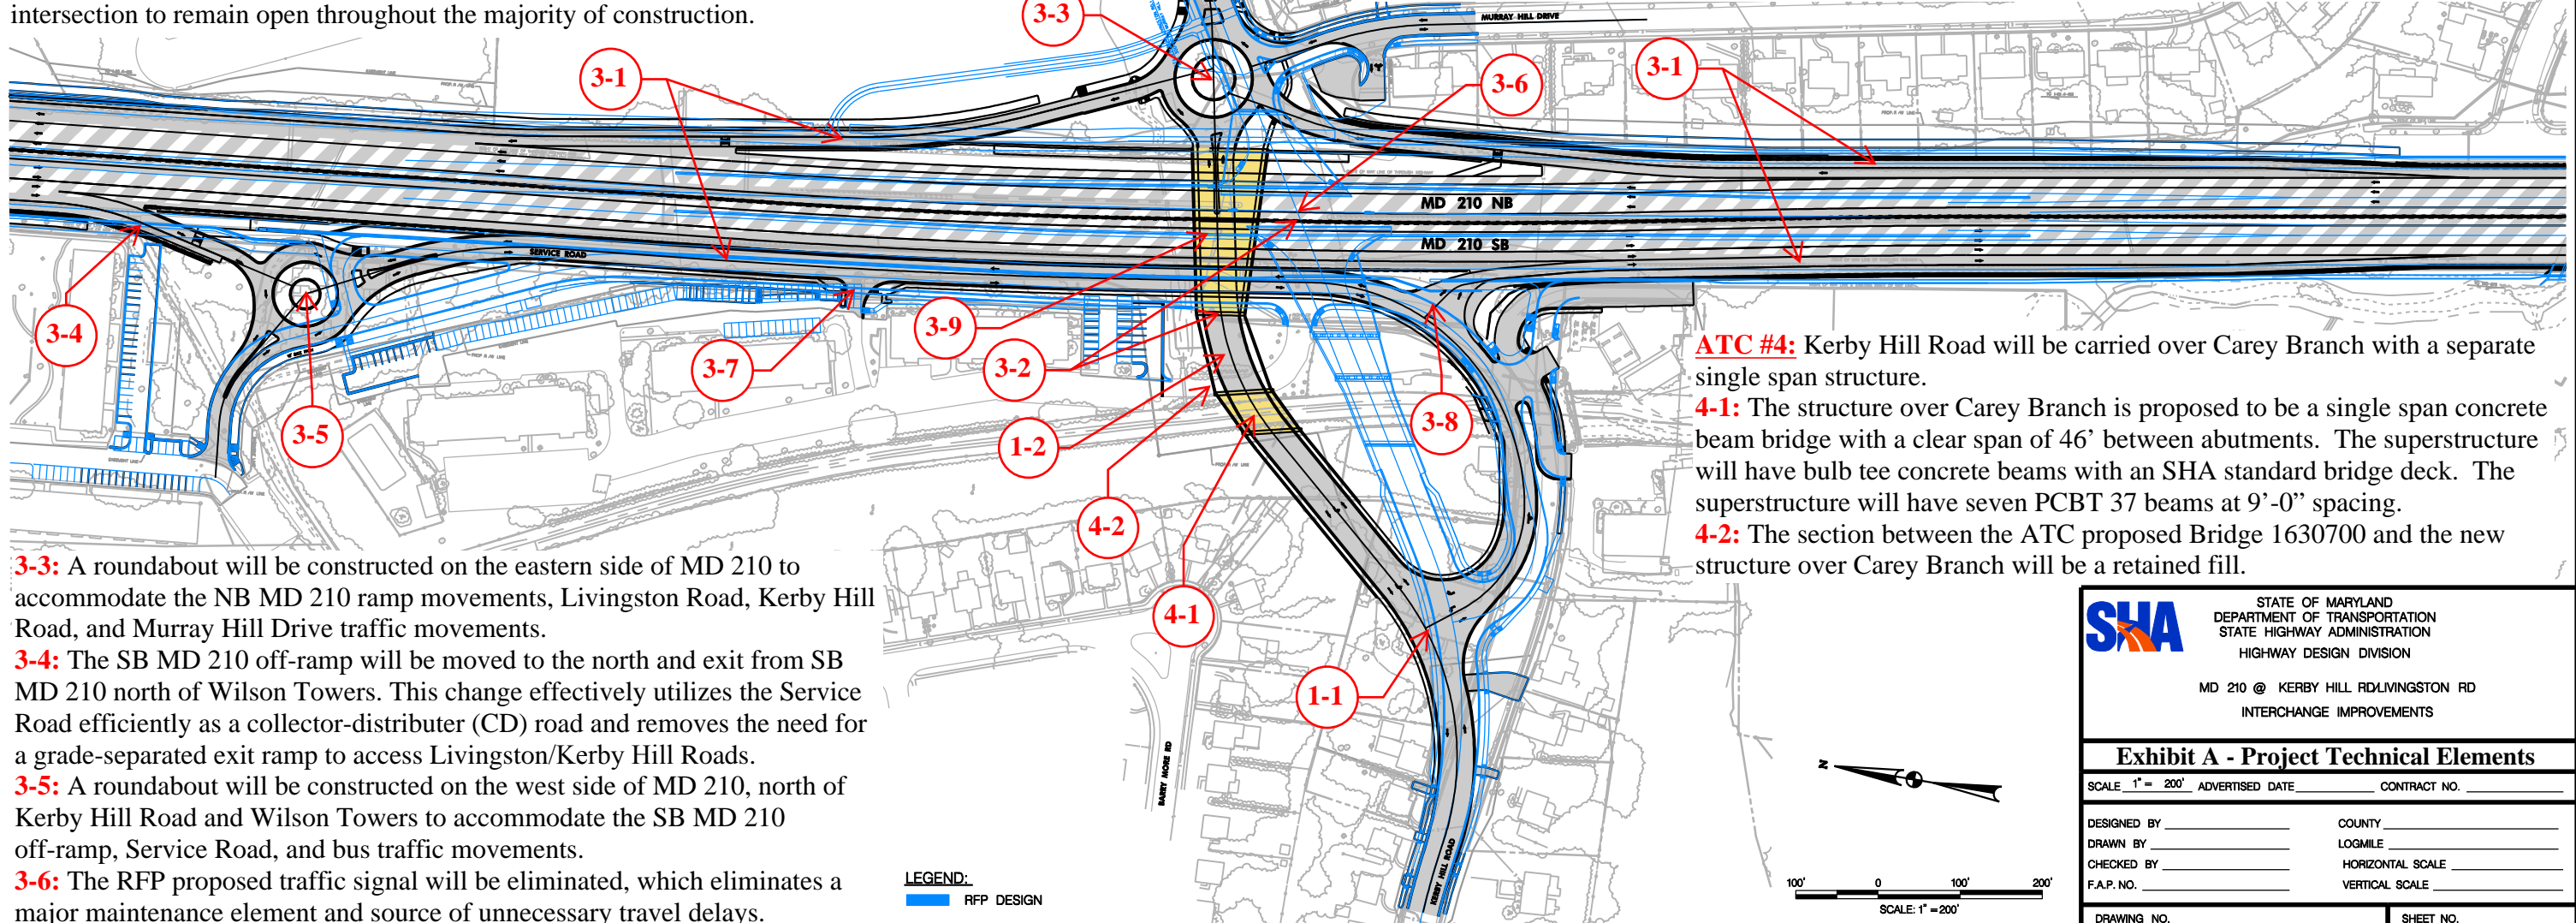 intersection to remain open throughout the majority of construction.
3-3
MURRAY HILL DRIVE
3-1
3-6
3-1
MD 210 NB
MD 210 SB
SERVICE ROAD
3-4
3-9
3-7
3-2
3-5
1-2
3-8
4-2
4-1
1-1
ATC #4: Kerby Hill Road will be carried over Carey Branch with a separate
single span structure.
4-1: The structure over Carey Branch is proposed to be a single span concrete
beam bridge with a clear span of 46’ between abutments. The superstructure
will have bulb tee concrete beams with an SHA standard bridge deck. The
superstructure will have seven PCBT 37 beams at 9’-0” spacing.
4-2: The section between the ATC proposed Bridge 1630700 and the new
structure over Carey Branch will be a retained fill.
3-3: A roundabout will be constructed on the eastern side of MD 210 to
accommodate the NB MD 210 ramp movements, Livingston Road, Kerby Hill
Road, and Murray Hill Drive traffic movements.
3-4: The SB MD 210 off-ramp will be moved to the north and exit from SB
MD 210 north of Wilson Towers. This change effectively utilizes the Service
Road efficiently as a collector-distributer (CD) road and removes the need for
a grade-separated exit ramp to access Livingston/Kerby Hill Roads.
3-5: A roundabout will be constructed on the west side of MD 210, north of
Kerby Hill Road and Wilson Towers to accommodate the SB MD 210
off-ramp, Service Road, and bus traffic movements.
3-6: The RFP proposed traffic signal will be eliminated, which eliminates a
major maintenance element and source of unnecessary travel delays.
BARRY MORE RD
KERBY HILL ROAD
LEGEND:
RFP DESIGN
N
100' 0 100' 200'
SCALE: 1" = 200'
SHA
STATE OF MARYLAND
DEPARTMENT OF TRANSPORTATION
STATE HIGHWAY ADMINISTRATION
HIGHWAY DESIGN DIVISION
MD 210 @ KERBY HILL RD/LIVINGSTON RD
INTERCHANGE IMPROVEMENTS
Exhibit A - Project Technical Elements
SCALE 1" = 200' ADVERTISED DATE CONTRACT NO.
DESIGNED BY COUNTY
DRAWN BY LOGMILE
CHECKED BY HORIZONTAL SCALE
F.A.P. NO. VERTICAL SCALE
DRAWING NO. SHEET NO.